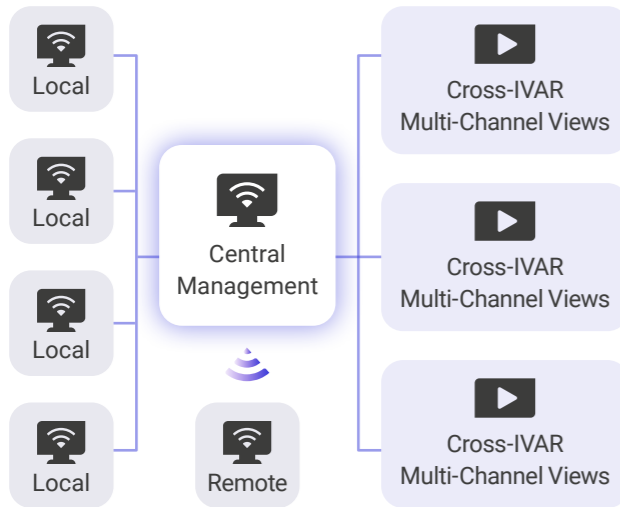 Local
Local
Local
Local
Central
Management
Remote
Cross-IVAR
Multi-Channel Views
Cross-IVAR
Multi-Channel Views
Cross-IVAR
Multi-Channel Views